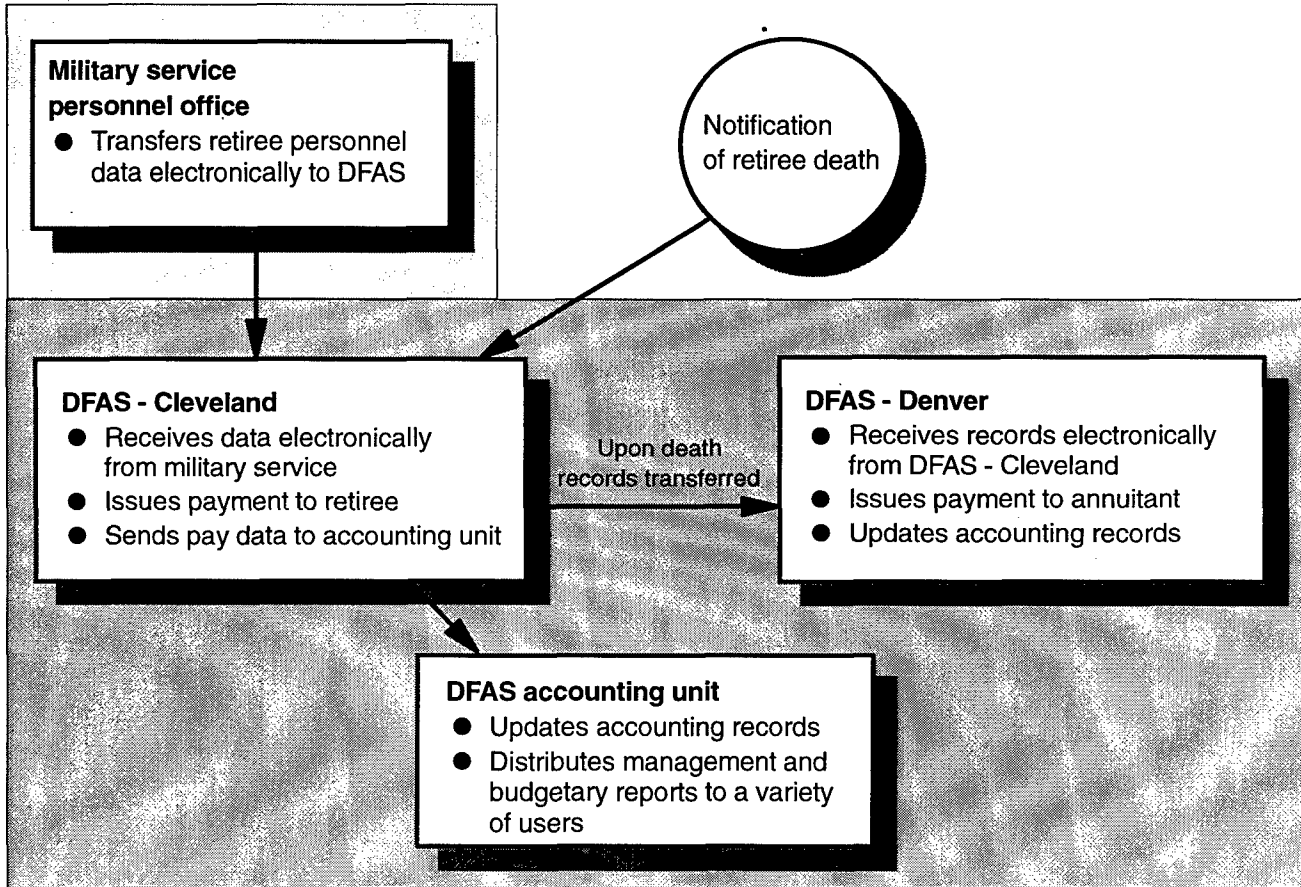 Military service
personnel office
● Transfers retiree personnel
data electronically to DFAS
Notification
of retiree death
DFAS - Cleveland
● Receives data electronically
from military service
● Issues payment to retiree
● Sends pay data to accounting unit
Upon death
records transferred
DFAS - Denver
● Receives records electronically
from DFAS - Cleveland
● Issues payment to annuitant
● Updates accounting records
DFAS accounting unit
● Updates accounting records
● Distributes management and
budgetary reports to a variety
of users